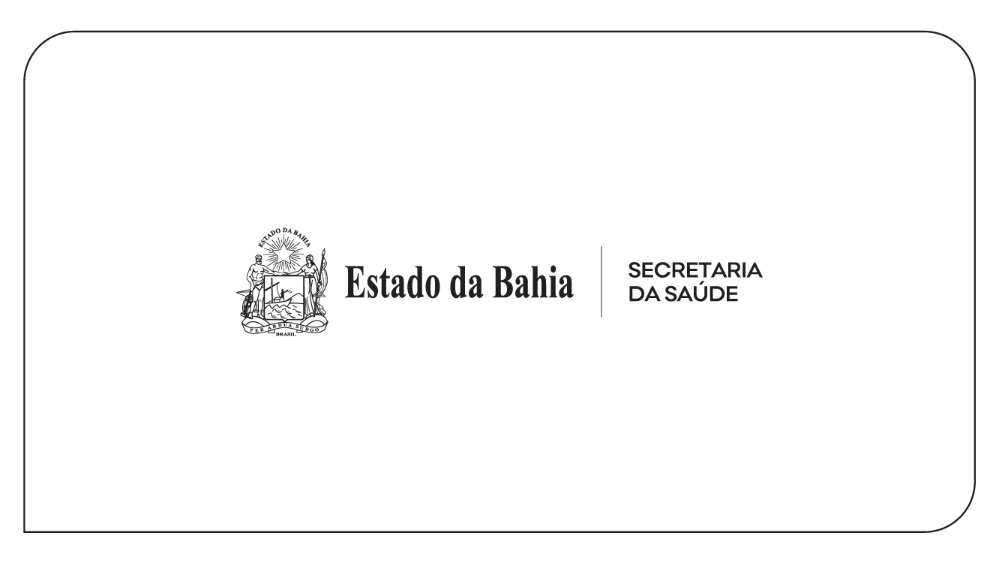 ESTADO DA BAHIA
PER ARDUA SURGO
BRASIL
Estado da Bahia
SECRETARIA
DA SAÚDE